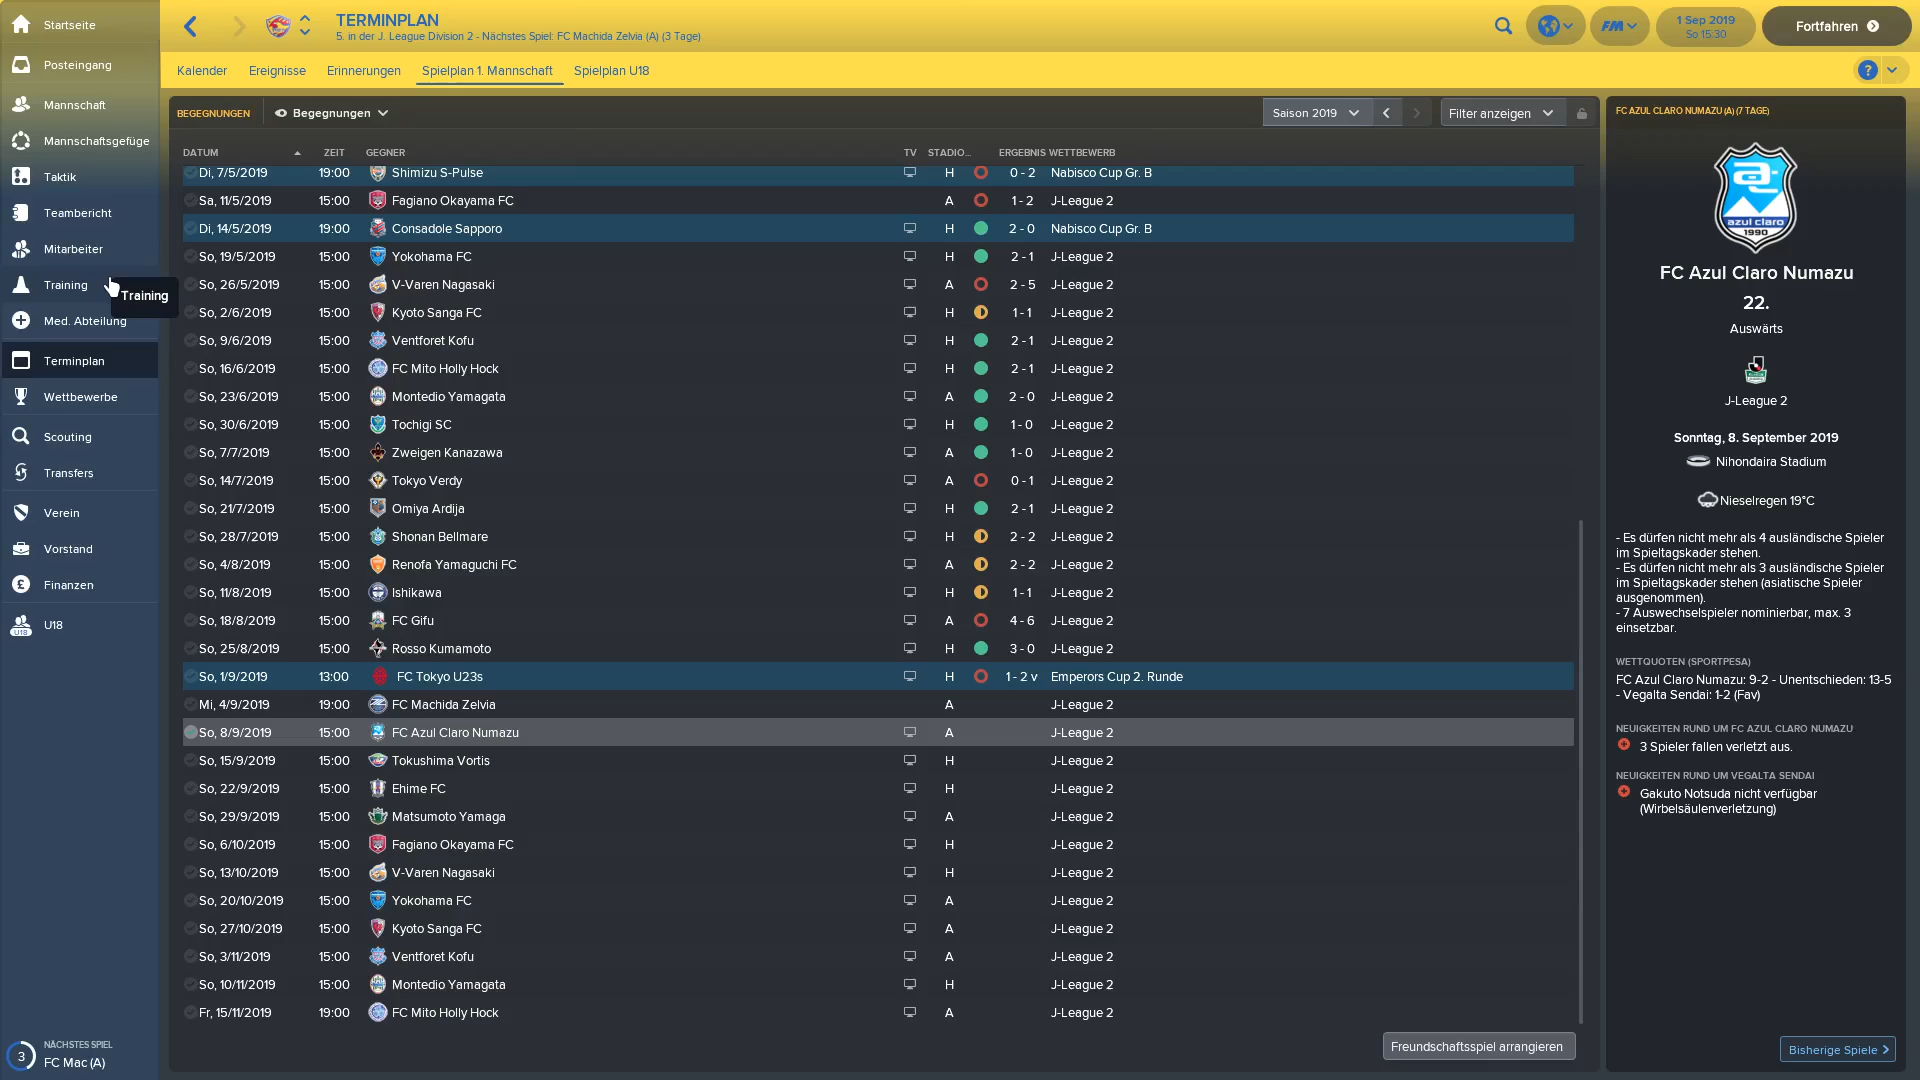 Startseite
Posteingang
Mannschaft
Mannschaftsgefüge
Taktik
Teambericht
Mitarbeiter
Training
Training
Med. Abteilung
Terminplan
Wettbewerbe
Scouting
Transfers
Verein
Vorstand
Finanzen
U18
U18
3
NÄCHSTES SPIEL
FC Mac (A)
TERMINPLAN
5. in der J. League Division 2 - Nächstes Spiel: FC Machida Zelvia (A) (3 Tage)
FM
1 Sep 2019
So 15:30
Fortfahren
Kalender Ereignisse Erinnerungen Spielplan 1. Mannschaft Spielplan U18
?
BEGEGNUNGEN Begegnungen Saison 2019 Filter anzeigen
DATUM ZEIT GEGNER TV STADIO... ERGEBNIS WETTBEWERB
Di, 7/5/2019 19:00 Shimizu S-Pulse H 0 - 2 Nabisco Cup Gr. B
Sa, 11/5/2019 15:00 Fagiano Okayama FC A 1 - 2 J-League 2
Di, 14/5/2019 19:00 Consadole Sapporo H 2 - 0 Nabisco Cup Gr. B
So, 19/5/2019 15:00 Yokohama FC H 2 - 1 J-League 2
So, 26/5/2019 15:00 V-Varen Nagasaki A 2 - 5 J-League 2
So, 2/6/2019 15:00 Kyoto Sanga FC H 1 - 1 J-League 2
So, 9/6/2019 15:00 Ventforet Kofu H 2 - 1 J-League 2
So, 16/6/2019 15:00 FC Mito Holly Hock H 2 - 1 J-League 2
So, 23/6/2019 15:00 Montedio Yamagata A 2 - 0 J-League 2
So, 30/6/2019 15:00 Tochigi SC H 1 - 0 J-League 2
So, 7/7/2019 15:00 Zweigen Kanazawa A 1 - 0 J-League 2
So, 14/7/2019 15:00 Tokyo Verdy A 0 - 1 J-League 2
So, 21/7/2019 15:00 Omiya Ardija H 2 - 1 J-League 2
So, 28/7/2019 15:00 Shonan Bellmare H 2 - 2 J-League 2
So, 4/8/2019 15:00 Renofa Yamaguchi FC A 2 - 2 J-League 2
So, 11/8/2019 15:00 Ishikawa H 1 - 1 J-League 2
So, 18/8/2019 15:00 FC Gifu A 4 - 6 J-League 2
So, 25/8/2019 15:00 Rosso Kumamoto H 3 - 0 J-League 2
So, 1/9/2019 13:00 FC Tokyo U23s H 1 - 2 v Emperors Cup 2. Runde
Mi, 4/9/2019 19:00 FC Machida Zelvia A J-League 2
So, 8/9/2019 15:00 FC Azul Claro Numazu A J-League 2
So, 15/9/2019 15:00 Tokushima Vortis H J-League 2
So, 22/9/2019 15:00 Ehime FC H J-League 2
So, 29/9/2019 15:00 Matsumoto Yamaga A J-League 2
So, 6/10/2019 15:00 Fagiano Okayama FC H J-League 2
So, 13/10/2019 15:00 V-Varen Nagasaki H J-League 2
So, 20/10/2019 15:00 Yokohama FC A J-League 2
So, 27/10/2019 15:00 Kyoto Sanga FC A J-League 2
So, 3/11/2019 15:00 Ventforet Kofu A J-League 2
So, 10/11/2019 15:00 Montedio Yamagata H J-League 2
Fr, 15/11/2019 19:00 FC Mito Holly Hock A J-League 2
Freundschaftsspiel arrangieren
FC AZUL CLARO NUMAZU (A) (7 TAGE)
azul claro
1990
FC Azul Claro Numazu
22.
Auswärts
J-League 2
Sonntag, 8. September 2019
Nihondaira Stadium
Nieselregen 19°C
- Es dürfen nicht mehr als 4 ausländische Spieler
im Spieltagskader stehen.
- Es dürfen nicht mehr als 3 ausländische Spieler
im Spieltagskader stehen (asiatische Spieler
ausgenommen).
- 7 Auswechselspieler nominierbar, max. 3
einsetzbar.
WETTQUOTEN (SPORTPESA)
FC Azul Claro Numazu: 9-2 - Unentschieden: 13-5
- Vegalta Sendai: 1-2 (Fav)
NEUIGKEITEN RUND UM FC AZUL CLARO NUMAZU
3 Spieler fallen verletzt aus.
NEUIGKEITEN RUND UM VEGALTA SENDAI
Gakuto Notsuda nicht verfügbar
(Wirbelsäulenverletzung)
Bisherige Spiele